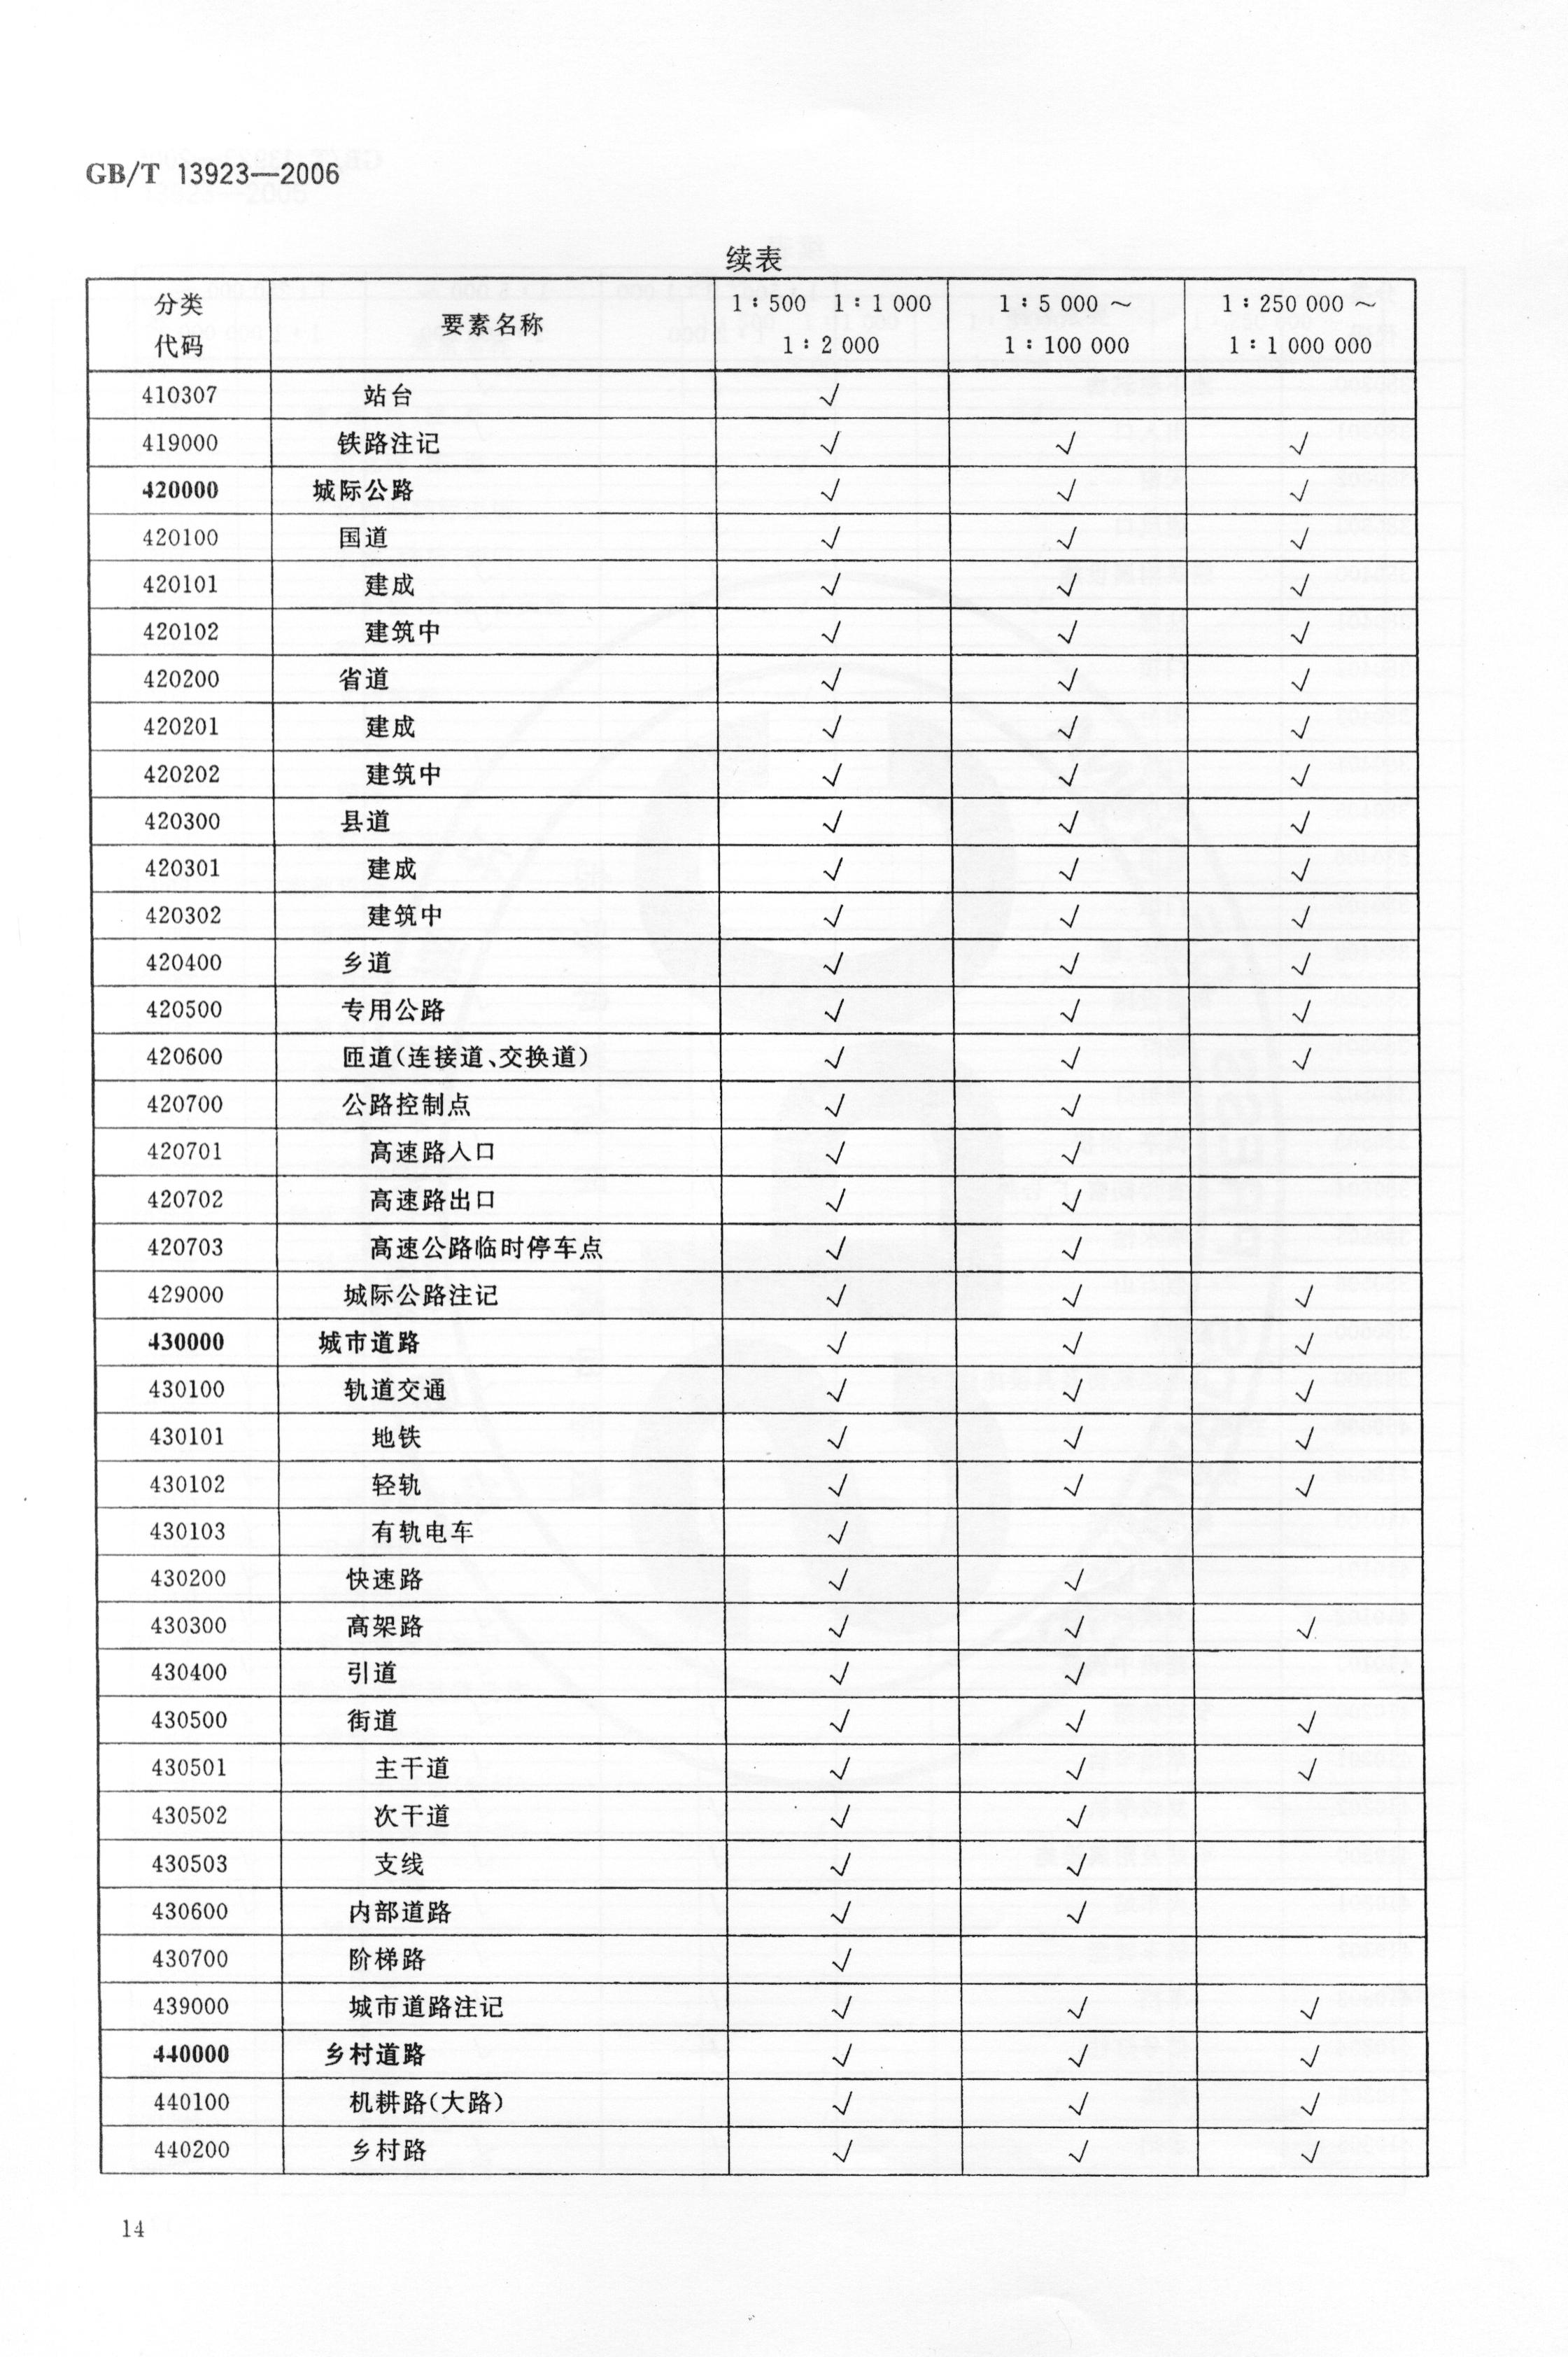 GB/T 13923—2006
续表
分类代码 要素名称 1：500 1：1 000 1：2 000 1：5 000～1：100 000 1：250 000～1：1 000 000
410307 站台 √
419000 铁路注记 √ √ √
420000 城际公路 √ √ √
420100 国道 √ √ √
420101 建成 √ √ √
420102 建筑中 √ √ √
420200 省道 √ √ √
420201 建成 √ √ √
420202 建筑中 √ √ √
420300 县道 √ √ √
420301 建成 √ √ √
420302 建筑中 √ √ √
420400 乡道 √ √ √
420500 专用公路 √ √ √
420600 匝道(连接道、交换道) √ √ √
420700 公路控制点 √ √
420701 高速路入口 √ √
420702 高速路出口 √ √
420703 高速公路临时停车点 √ √
429000 城际公路注记 √ √ √
430000 城市道路 √ √ √
430100 轨道交通 √ √ √
430101 地铁 √ √ √
430102 轻轨 √ √ √
430103 有轨电车 √
430200 快速路 √ √
430300 高架路 √ √ √
430400 引道 √ √
430500 街道 √ √ √
430501 主干道 √ √ √
430502 次干道 √ √
430503 支线 √ √
430600 内部道路 √ √
430700 阶梯路 √
439000 城市道路注记 √ √ √
440000 乡村道路 √ √ √
440100 机耕路(大路) √ √ √
440200 乡村路 √ √ √
14